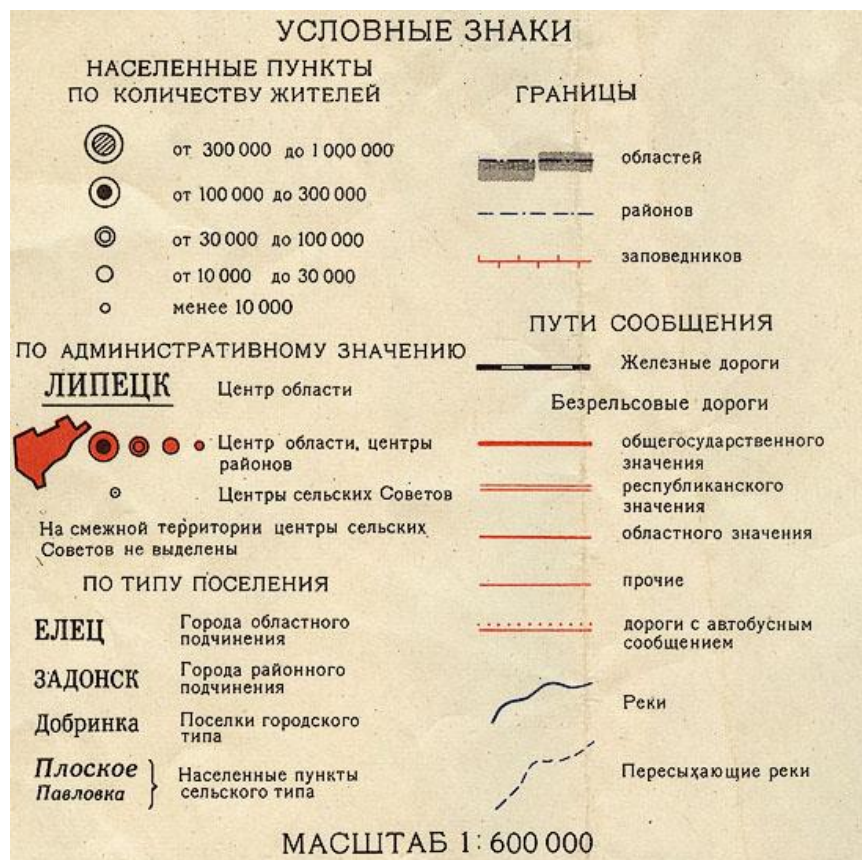 УСЛОВНЫЕ ЗНАКИ
НАСЕЛЕННЫЕ ПУНКТЫ
ПО КОЛИЧЕСТВУ ЖИТЕЛЕЙ
от 300 000 до 1 000 000
от 100 000 до 300 000
от 30 000 до 100 000
от 10 000 до 30 000
менее 10 000
ПО АДМИНИСТРАТИВНОМУ ЗНАЧЕНИЮ
ЛИПЕЦК Центр области
Центр области, центры
районов
Центры сельских Советов
На смежной территории центры сельских
Советов не выделены
ПО ТИПУ ПОСЕЛЕНИЯ
ЕЛЕЦ Города областного
подчинения
ЗАДОНСК Города районного
подчинения
Добринка Поселки городского
типа
Плоское
Павловка
Населенные пункты
сельского типа
ГРАНИЦЫ
областей
районов
заповедников
ПУТИ СООБЩЕНИЯ
Железные дороги
Безрельсовые дороги
общегосударственного
значения
республиканского
значения
областного значения
прочие
дороги с автобусным
сообщением
Реки
Пересыхающие реки
МАСШТАБ 1:600 000